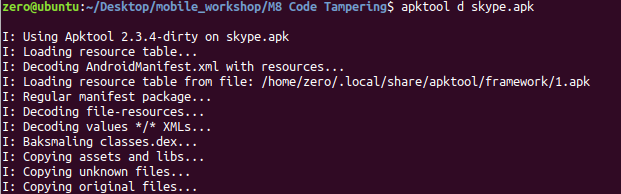 zero@ubuntu:~/Desktop/mobile_workshop/M8 Code Tampering$ apktool d skype.apk
I: Using Apktool 2.3.4-dirty on skype.apk
I: Loading resource table...
I: Decoding AndroidManifest.xml with resources...
I: Loading resource table from file: /home/zero/.local/share/apktool/framework/1.apk
I: Regular manifest package...
I: Decoding file-resources...
I: Decoding values */* XMLs...
I: Baksmaling classes.dex...
I: Copying assets and libs...
I: Copying unknown files...
I: Copying original files...